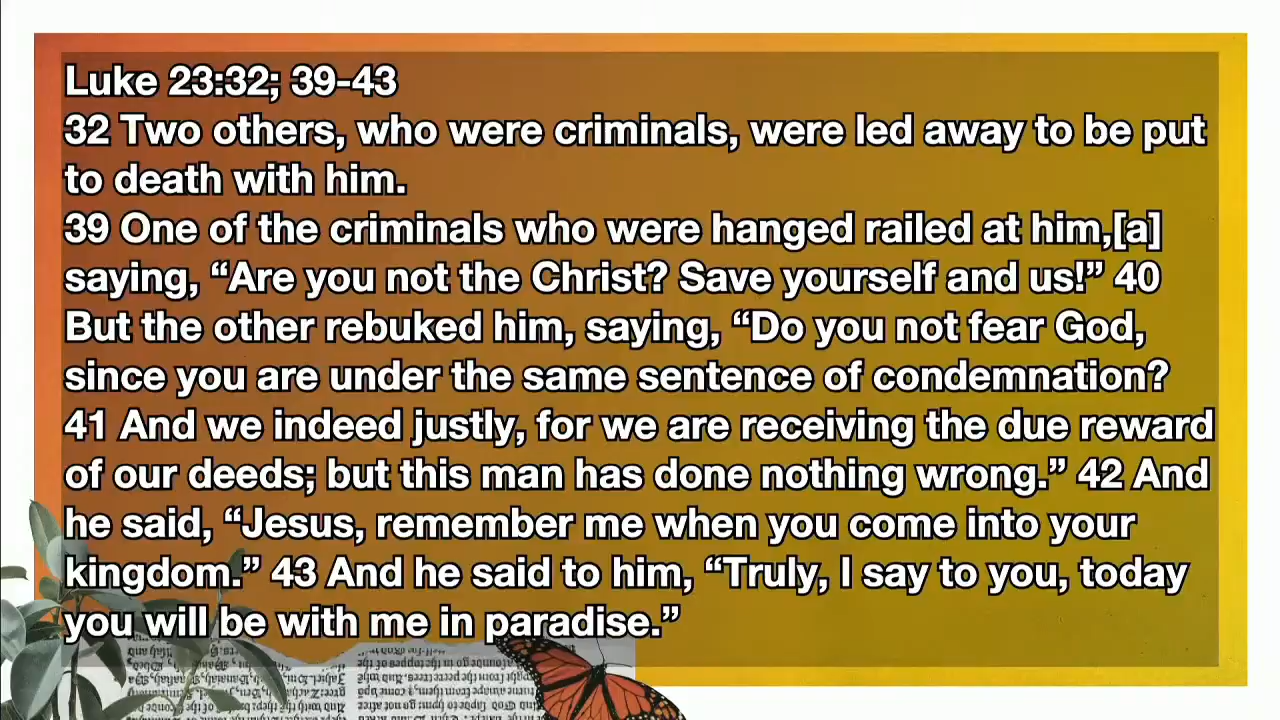 Luke 23:32; 39-43
32 Two others, who were criminals, were led away to be put
to death with him.
39 One of the criminals who were hanged railed at him,[a]
saying, “Are you not the Christ? Save yourself and us!” 40
But the other rebuked him, saying, “Do you not fear God,
since you are under the same sentence of condemnation?
41 And we indeed justly, for we are receiving the due reward
of our deeds; but this man has done nothing wrong.” 42 And
he said, “Jesus, remember me when you come into your
kingdom.” 43 And he said to him, “Truly, I say to you, today
you will be with me in paradise.”